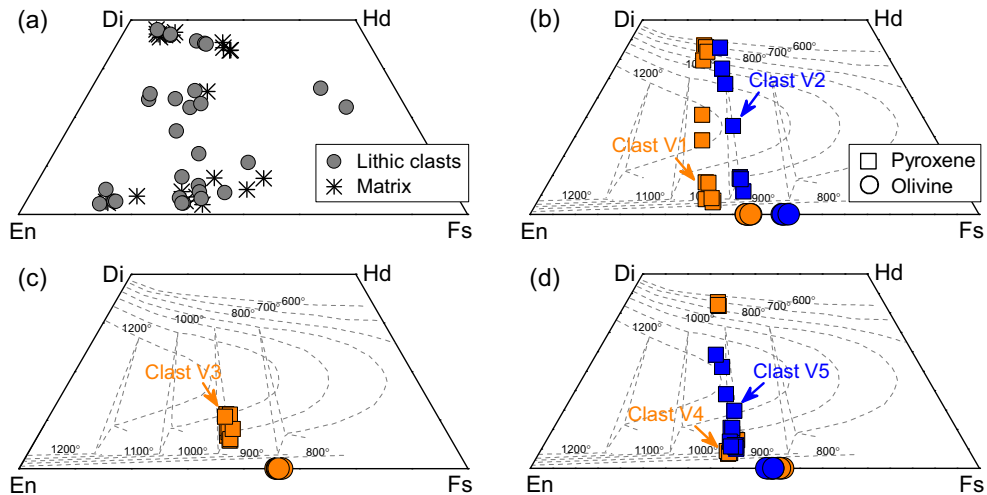 (a)
Di
Hd
En
Fs
Lithic clasts
Matrix
(b)
Di
Hd
600°
700°
800°
1000°
1200°
Clast V2
Clast V1
Pyroxene
Olivine
1200°
1100°
1000°
900°
800°
En
Fs
(c)
Di
Hd
600°
700°
800°
1000°
1200°
Clast V3
1200°
1100°
1000°
900°
800°
En
Fs
(d)
Di
Hd
600°
700°
800°
1000°
1200°
Clast V5
Clast V4
1200°
1100°
1000°
900°
800°
En
Fs